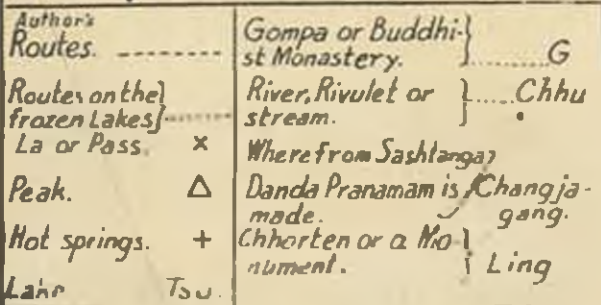 Author's
Routes. --------
Routes on the
frozen Lakes
La or Pass. ×
Peak. Δ
Hot springs. +
Lake Tso.
Gompa or Buddhi-
st Monastery. ......G
River, Rivulet or
stream. ......Chhu
Where from Sashtanga
Danda Pranamam is Changja-
made. gang.
Chhorten or a Mo-
nument. Ling